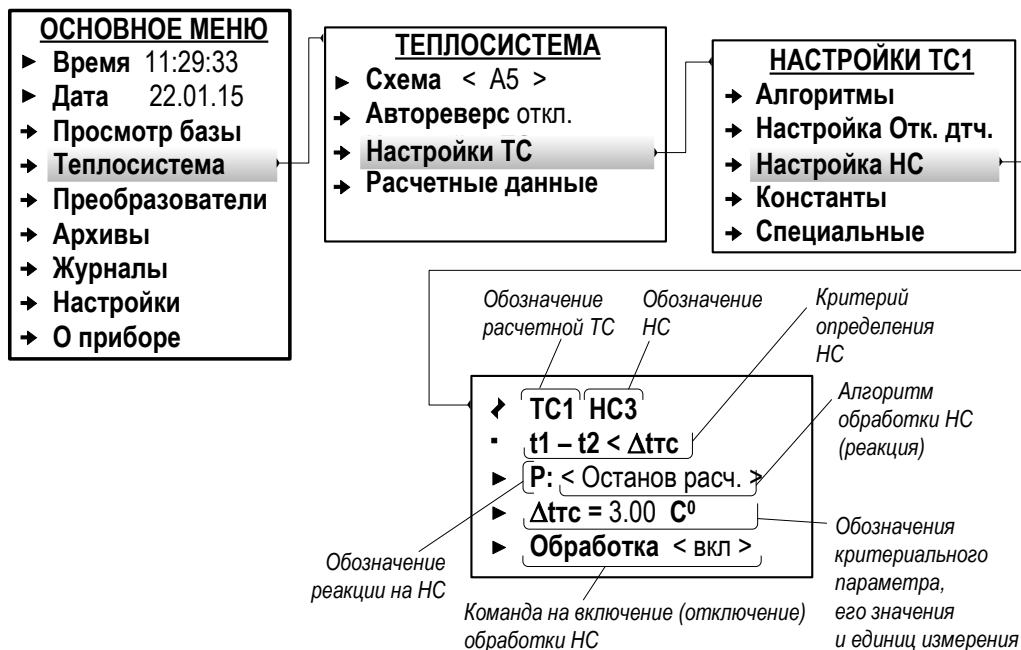 ОСНОВНОЕ МЕНЮ
Время 11:29:33
Дата 22.01.15
Просмотр базы
Теплосистема
Преобразователи
Архивы
Журналы
Настройки
О приборе
ТЕПЛОСИСТЕМА
Схема < А5 >
Автореверс откл.
Настройки ТС
Расчетные данные
НАСТРОЙКИ ТС1
Алгоритмы
Настройка Отк. дтч.
Настройка НС
Константы
Специальные
Обозначение
расчетной ТС
Обозначение
НС
Критерий
определения
НС
ТС1 НС3
t1 – t2 < Δtтс
Р: < Останов расч. >
Δtтс = 3.00 С⁰
Обработка < вкл >
Алгоритм
обработки НС
(реакция)
Обозначение
реакции на НС
Команда на включение (отключение)
обработки НС
Обозначения
критериального
параметра,
его значения
и единиц измерения